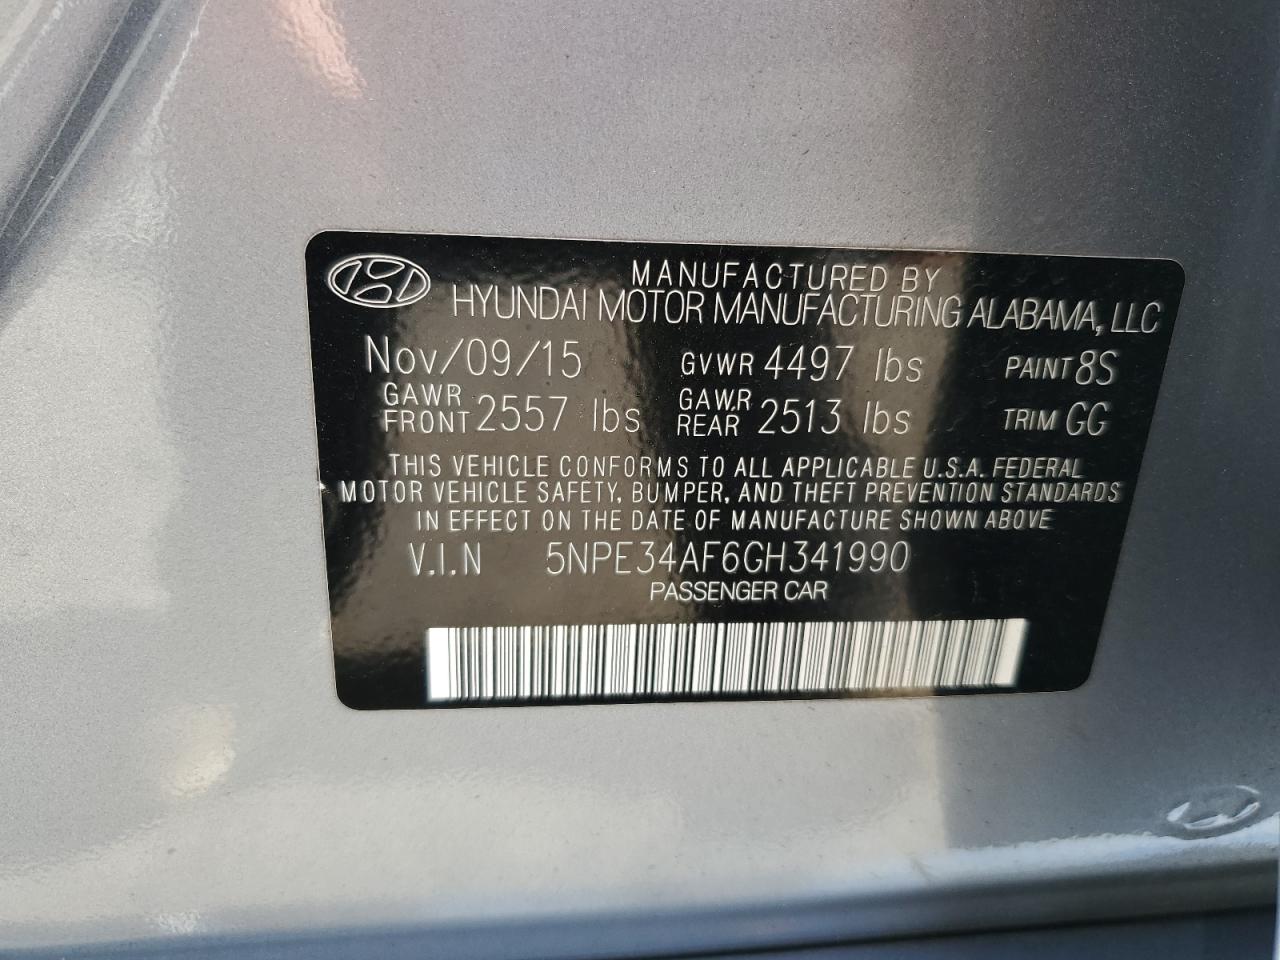 MANUFACTURED BY
HYUNDAI MOTOR MANUFACTURING ALABAMA, LLC
Nov/09/15 GVWR 4497 lbs PAINT 8S
GAWR FRONT 2557 lbs GAWR REAR 2513 lbs TRIM GG
THIS VEHICLE CONFORMS TO ALL APPLICABLE U.S.A. FEDERAL
MOTOR VEHICLE SAFETY, BUMPER, AND THEFT PREVENTION STANDARDS
IN EFFECT ON THE DATE OF MANUFACTURE SHOWN ABOVE
V.I.N 5NPE34AF6GH341990
PASSENGER CAR